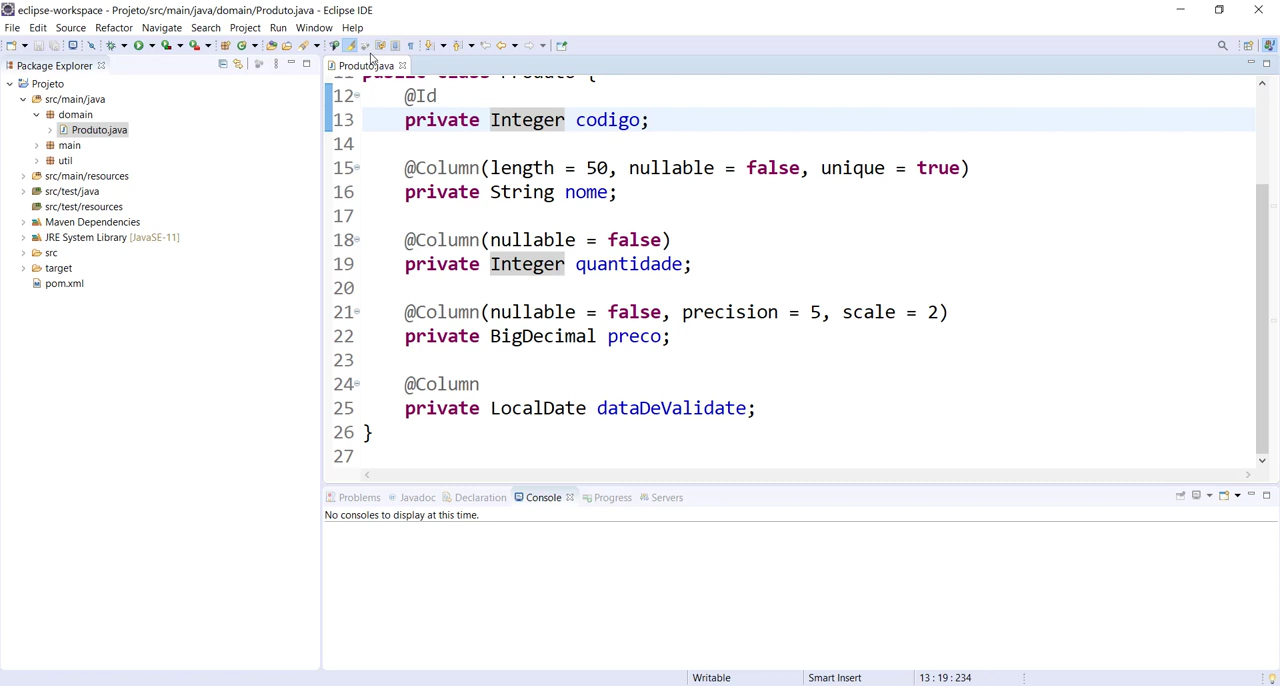 eclipse-workspace - Projeto/src/main/java/domain/Produto.java - Eclipse IDE
File Edit Source Refactor Navigate Search Project Run Window Help
Package Explorer
Produto.java
Projeto
src/main/java
domain
Produto.java
main
util
src/main/resources
src/test/java
src/test/resources
Maven Dependencies
JRE System Library [JavaSE-11]
src
target
pom.xml
12 @Id
13 private Integer codigo;
14
15 @Column(length = 50, nullable = false, unique = true)
16 private String nome;
17
18 @Column(nullable = false)
19 private Integer quantidade;
20
21 @Column(nullable = false, precision = 5, scale = 2)
22 private BigDecimal preco;
23
24 @Column
25 private LocalDate dataDeValidate;
26 }
27
Problems Javadoc Declaration Console Progress Servers
No consoles to display at this time.
Writable Smart Insert 13 : 19 : 234